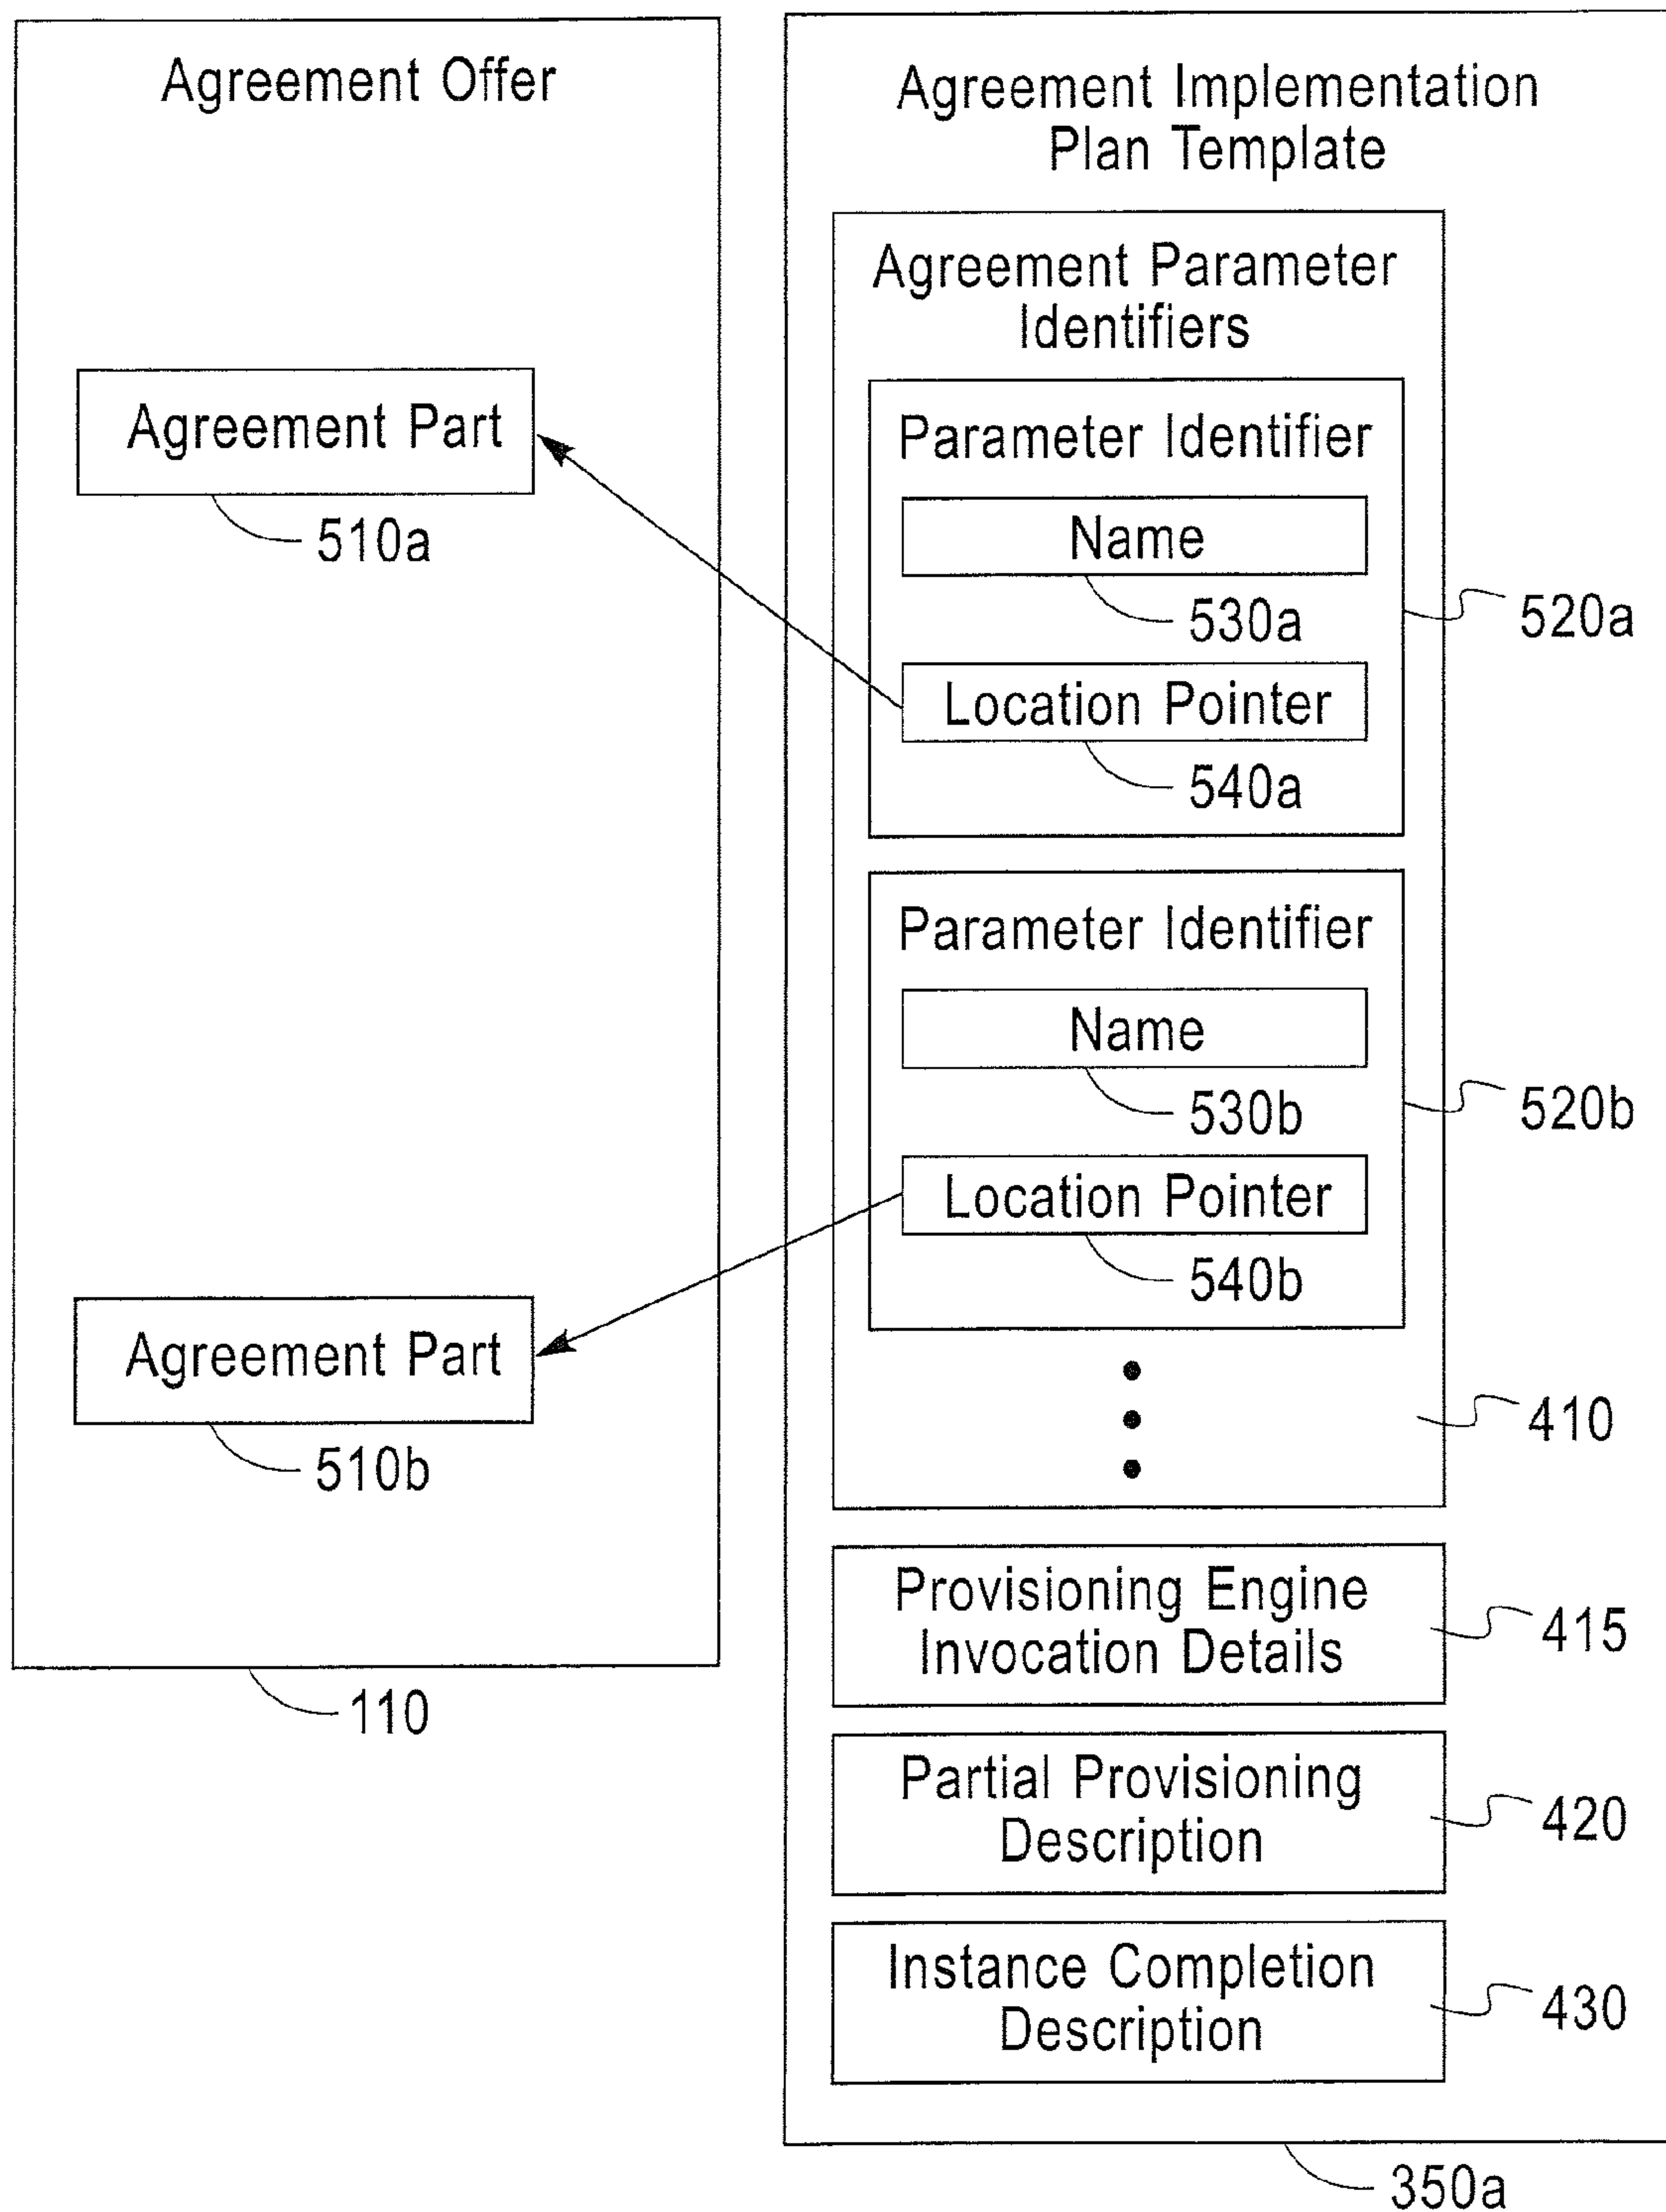 Agreement Offer
Agreement Part
510a
Agreement Part
510b
110
Agreement Implementation
Plan Template
Agreement Parameter
Identifiers
Parameter Identifier
Name
530a
Location Pointer
540a
520a
Parameter Identifier
Name
530b
Location Pointer
540b
520b
410
Provisioning Engine
Invocation Details
415
Partial Provisioning
Description
420
Instance Completion
Description
430
350a